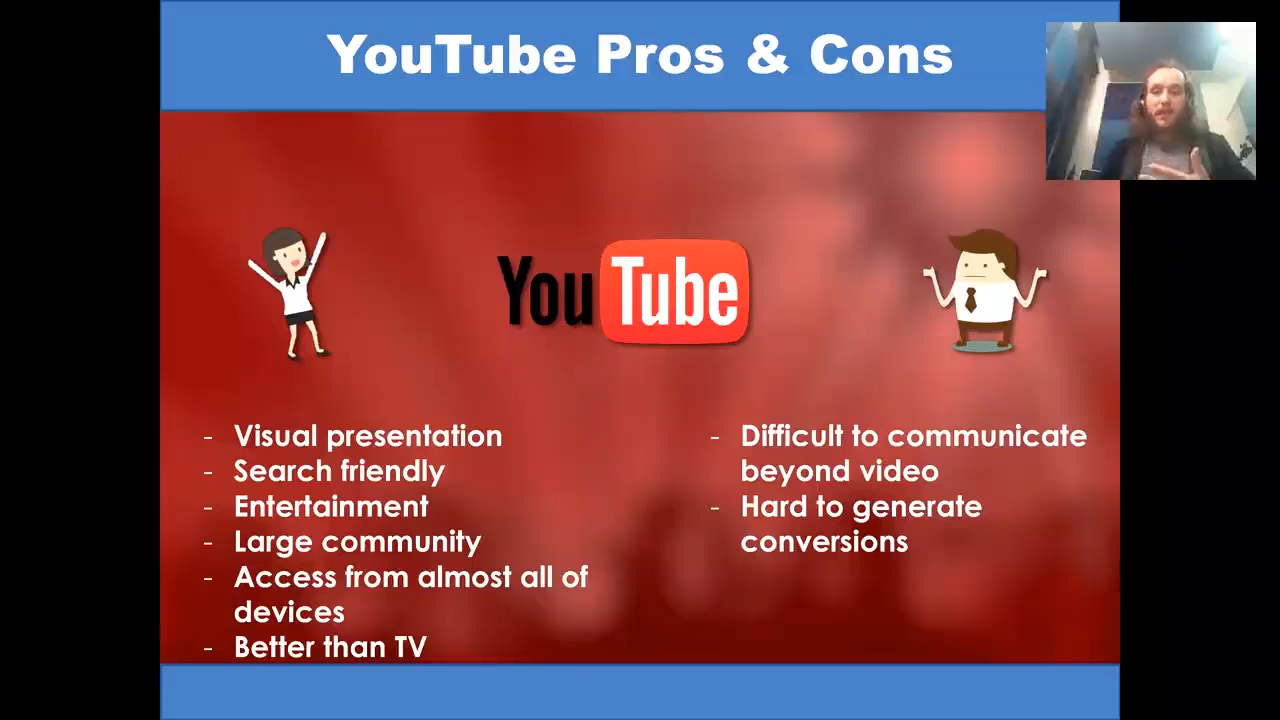 YouTube Pros & Cons
YouTube
- Visual presentation
- Search friendly
- Entertainment
- Large community
- Access from almost all of
devices
- Better than TV
- Difficult to communicate
beyond video
- Hard to generate
conversions